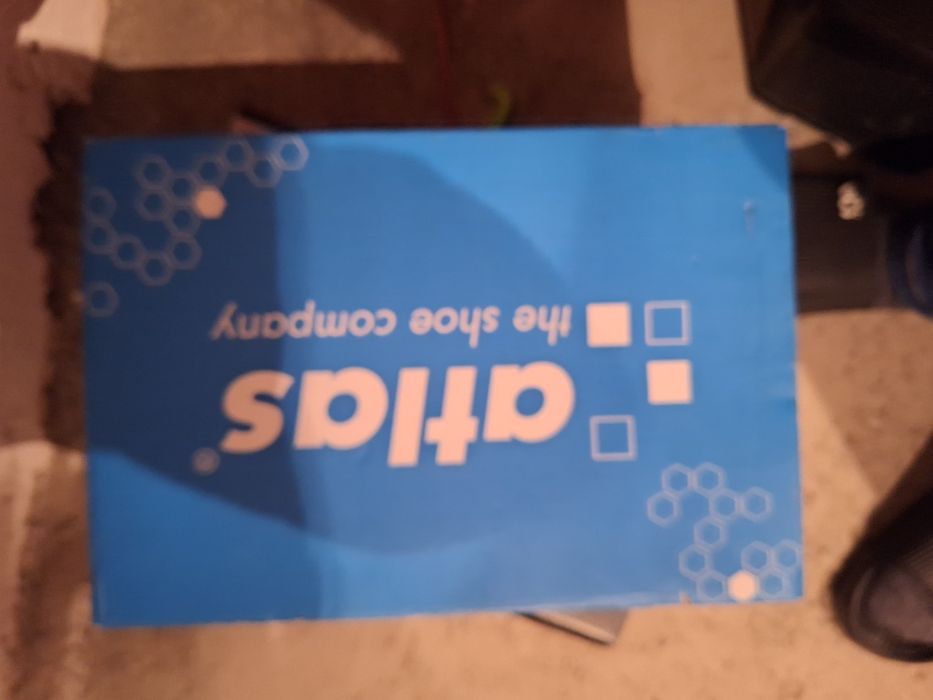 atlas®
the shoe company